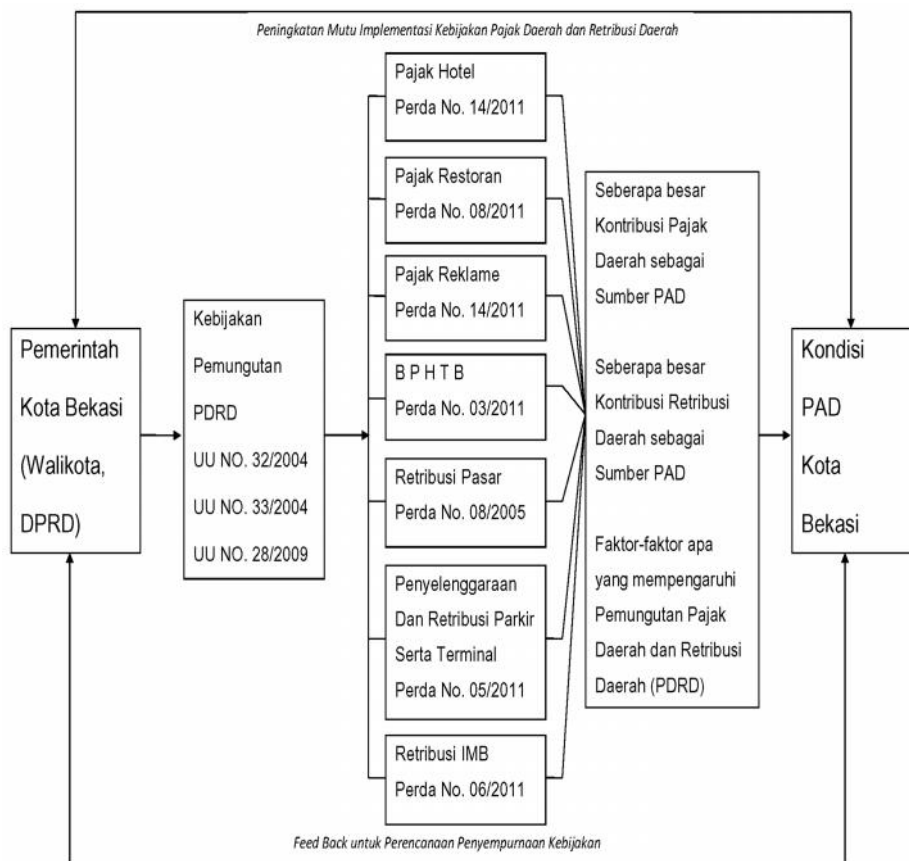 Peningkatan Mutu Implementasi Kebijakan Pajak Daerah dan Retribusi Daerah
Pemerintah
Kota Bekasi
(Walikota,
DPRD)
Kebijakan
Pemungutan
PDRD
UU NO. 32/2004
UU NO. 33/2004
UU NO. 28/2009
Pajak Hotel
Perda No. 14/2011
Pajak Restoran
Perda No. 08/2011
Pajak Reklame
Perda No. 14/2011
B P H T B
Perda No. 03/2011
Retribusi Pasar
Perda No. 08/2005
Penyelenggaraan
Dan Retribusi Parkir
Serta Terminal
Perda No. 05/2011
Retribusi IMB
Perda No. 06/2011
Seberapa besar
Kontribusi Pajak
Daerah sebagai
Sumber PAD
Seberapa besar
Kontribusi Retribusi
Daerah sebagai
Sumber PAD
Faktor-faktor apa
yang mempengaruhi
Pemungutan Pajak
Daerah dan Retribusi
Daerah (PDRD)
Kondisi
PAD
Kota
Bekasi
Feed Back untuk Perencanaan Penyempurnaan Kebijakan